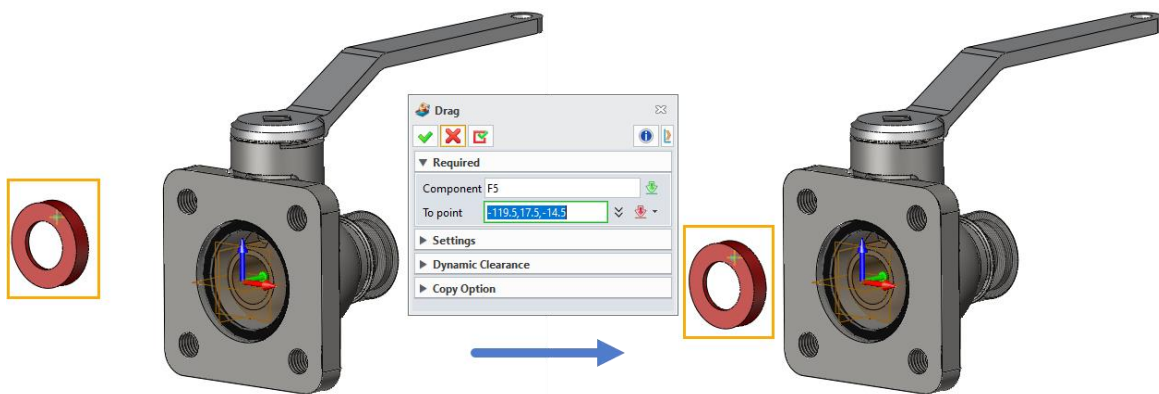 Drag
Required
Component F5
To point -119.5,17.5,-14.5
Settings
Dynamic Clearance
Copy Option